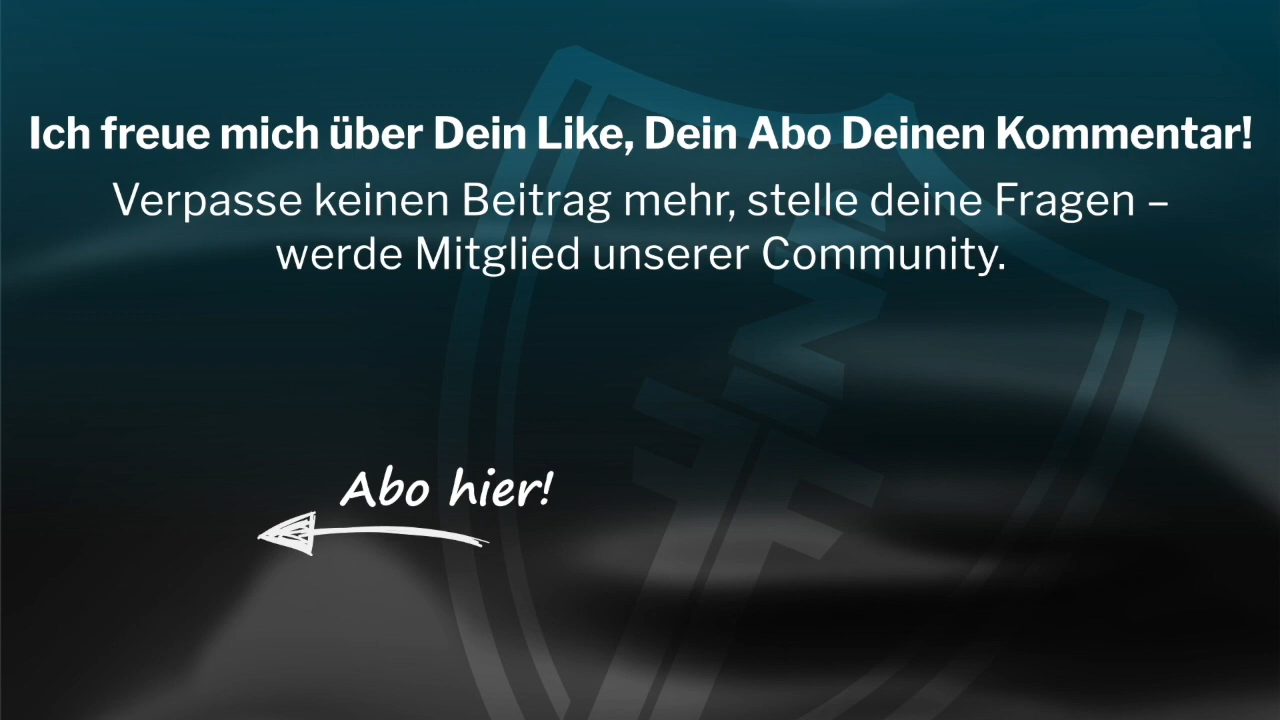 Ich freue mich über Dein Like, Dein Abo Deinen Kommentar!
Verpasse keinen Beitrag mehr, stelle deine Fragen –
werde Mitglied unserer Community.
Abo hier!